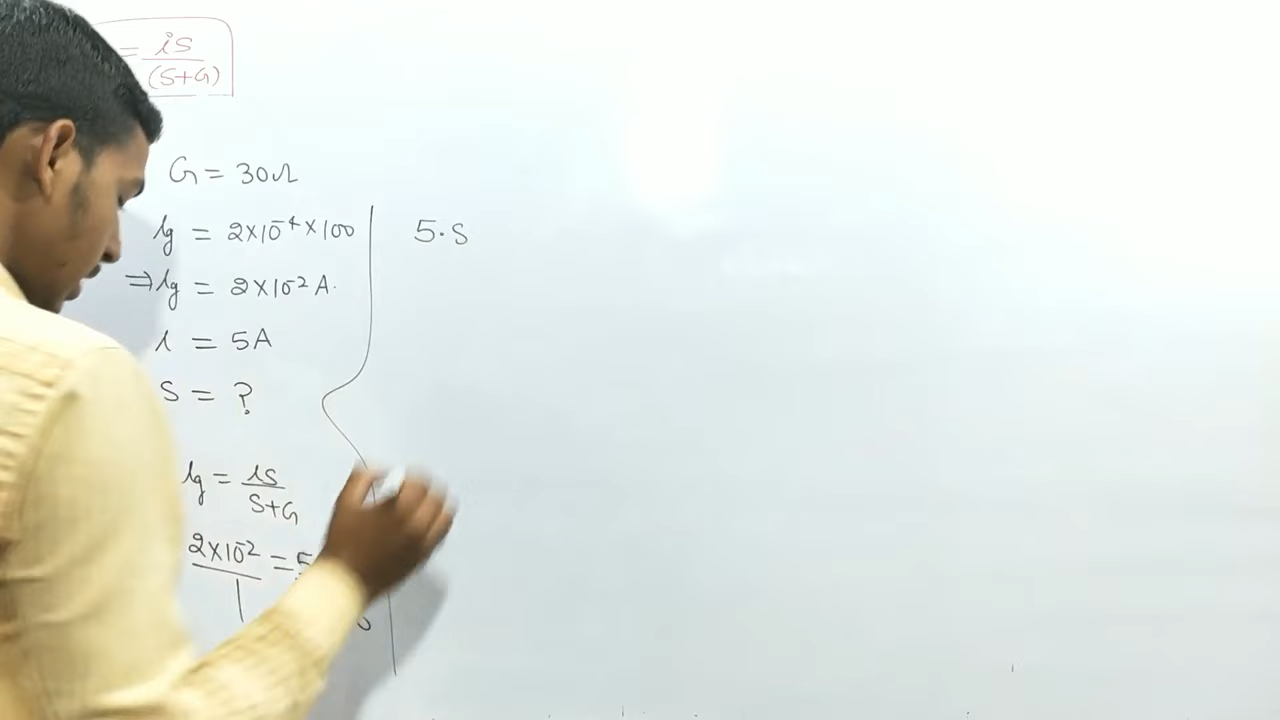 = iS / (S+G)
G = 30Ω
ig = 2×10⁻⁴×100
⇒ ig = 2×10⁻² A.
i = 5A
S = ?
ig = iS / S+G
2×10⁻² / 1 = 5
5·S